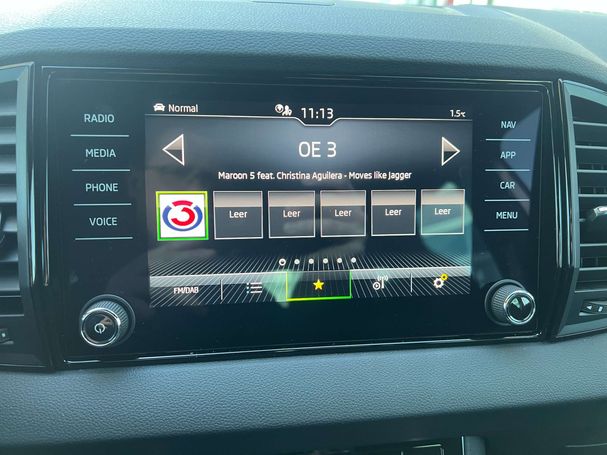 Normal
11:13
1.5°C
RADIO
MEDIA
PHONE
VOICE
OE 3
Maroon 5 feat. Christina Aguilera - Moves like Jagger
3
Leer
Leer
Leer
Leer
Leer
FM/DAB
NAV
APP
CAR
MENU